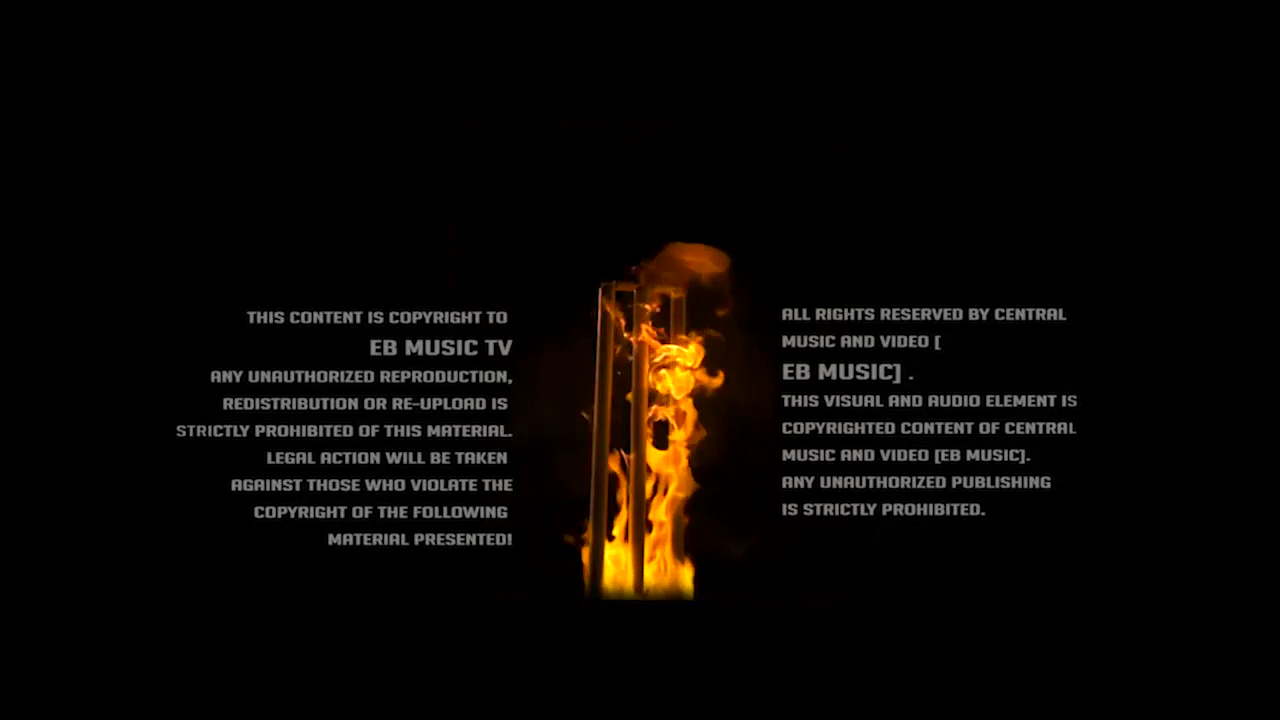 THIS CONTENT IS COPYRIGHT TO
EB MUSIC TV
ANY UNAUTHORIZED REPRODUCTION,
REDISTRIBUTION OR RE-UPLOAD IS
STRICTLY PROHIBITED OF THIS MATERIAL.
LEGAL ACTION WILL BE TAKEN
AGAINST THOSE WHO VIOLATE THE
COPYRIGHT OF THE FOLLOWING
MATERIAL PRESENTED!
ALL RIGHTS RESERVED BY CENTRAL
MUSIC AND VIDEO [
EB MUSIC] .
THIS VISUAL AND AUDIO ELEMENT IS
COPYRIGHTED CONTENT OF CENTRAL
MUSIC AND VIDEO [EB MUSIC].
ANY UNAUTHORIZED PUBLISHING
IS STRICTLY PROHIBITED.